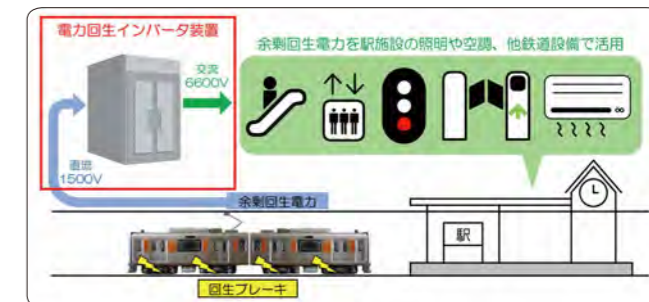 電力回生インバータ装置
余剰回生電力を駅施設の照明や空調、他鉄道設備で活用
交流
6600V
直流
1500V
余剰回生電力
駅
回生ブレーキ